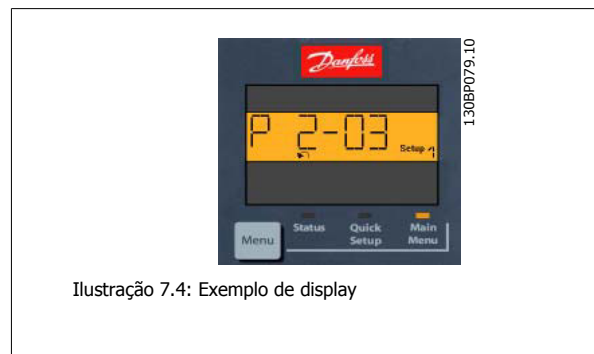 Danfoss
130BP079.10
P 2-03
Setup 1
Status Quick Setup Main Menu
Menu
Ilustração 7.4: Exemplo de display